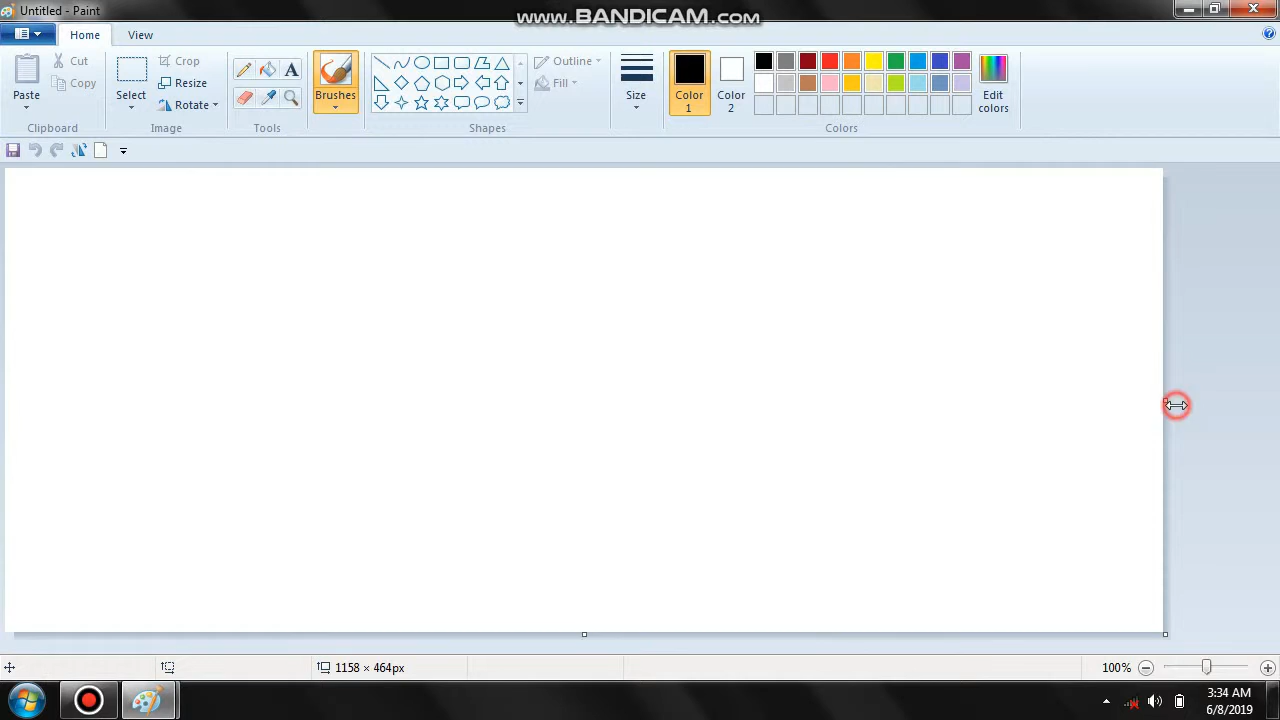 Untitled - Paint
www.BANDICAM.com
Home
View
Paste
Cut
Copy
Clipboard
Select
Crop
Resize
Rotate
Image
A
Tools
Brushes
Shapes
Outline
Fill
Size
Color 1
Color 2
Edit colors
Colors
1158 × 464px
100%
3:34 AM
6/8/2019